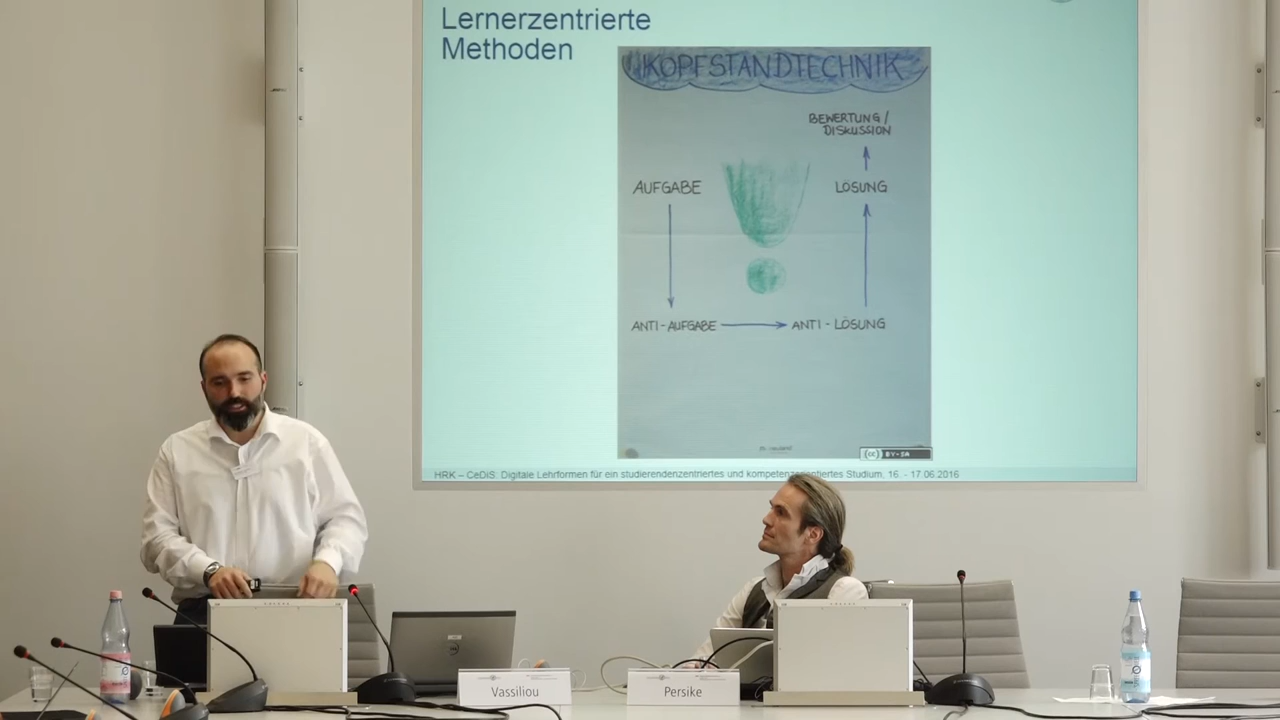 Lernerzentrierte
Methoden
KOPFSTANDTECHNIK
BEWERTUNG/
DISKUSSION
AUFGABE
LÖSUNG
ANTI-AUFGABE
ANTI-LÖSUNG
CC BY-SA
HRK – CeDiS: Digitale Lehrformen für ein studierendenzentriertes und kompetenzorientiertes Studium, 16. - 17.06.2016
Vassiliou
Persike